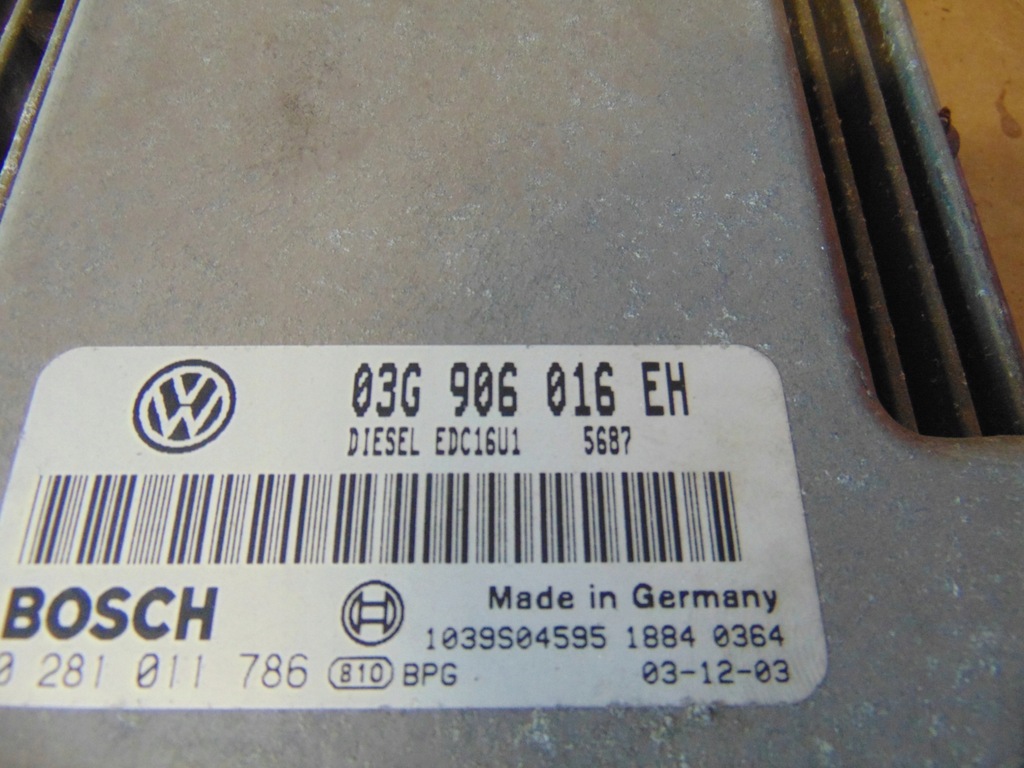 03G 906 016 EH
DIESEL EDC16U1 5687
BOSCH
Made in Germany
1039S04595 1884 0364
0 281 011 786 810 BPG 03-12-03